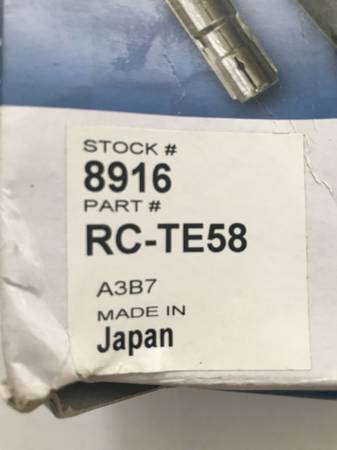 STOCK #
8916
PART #
RC-TE58
A3B7
MADE IN
Japan